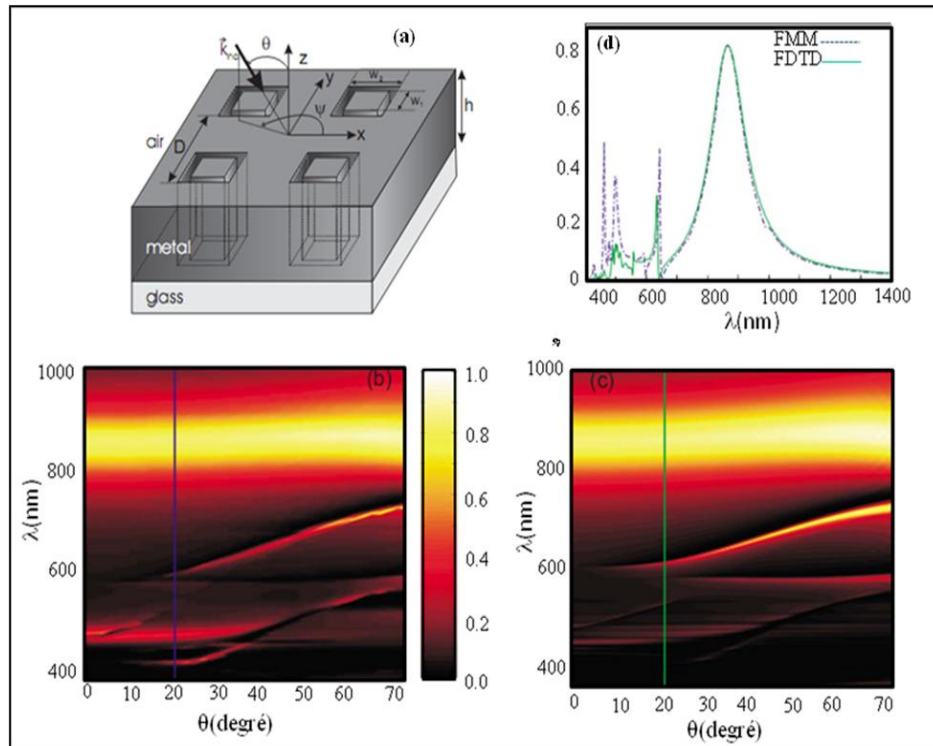 (a)
k⃗inc
θ
z
y
ψ
x
w₂
w₁
h
air
D
metal
glass
(d)
FMM
FDTD
0.8
0.6
0.4
0.2
0
400 600 800 1000 1200 1400
λ(nm)
(b)
1000
800
600
400
λ(nm)
0 10 20 30 40 50 60 70
θ(degré)
1.0
0.8
0.6
0.4
0.2
0.0
(c)
1000
800
600
400
λ(nm)
0 10 20 30 40 50 60 70
θ(degré)